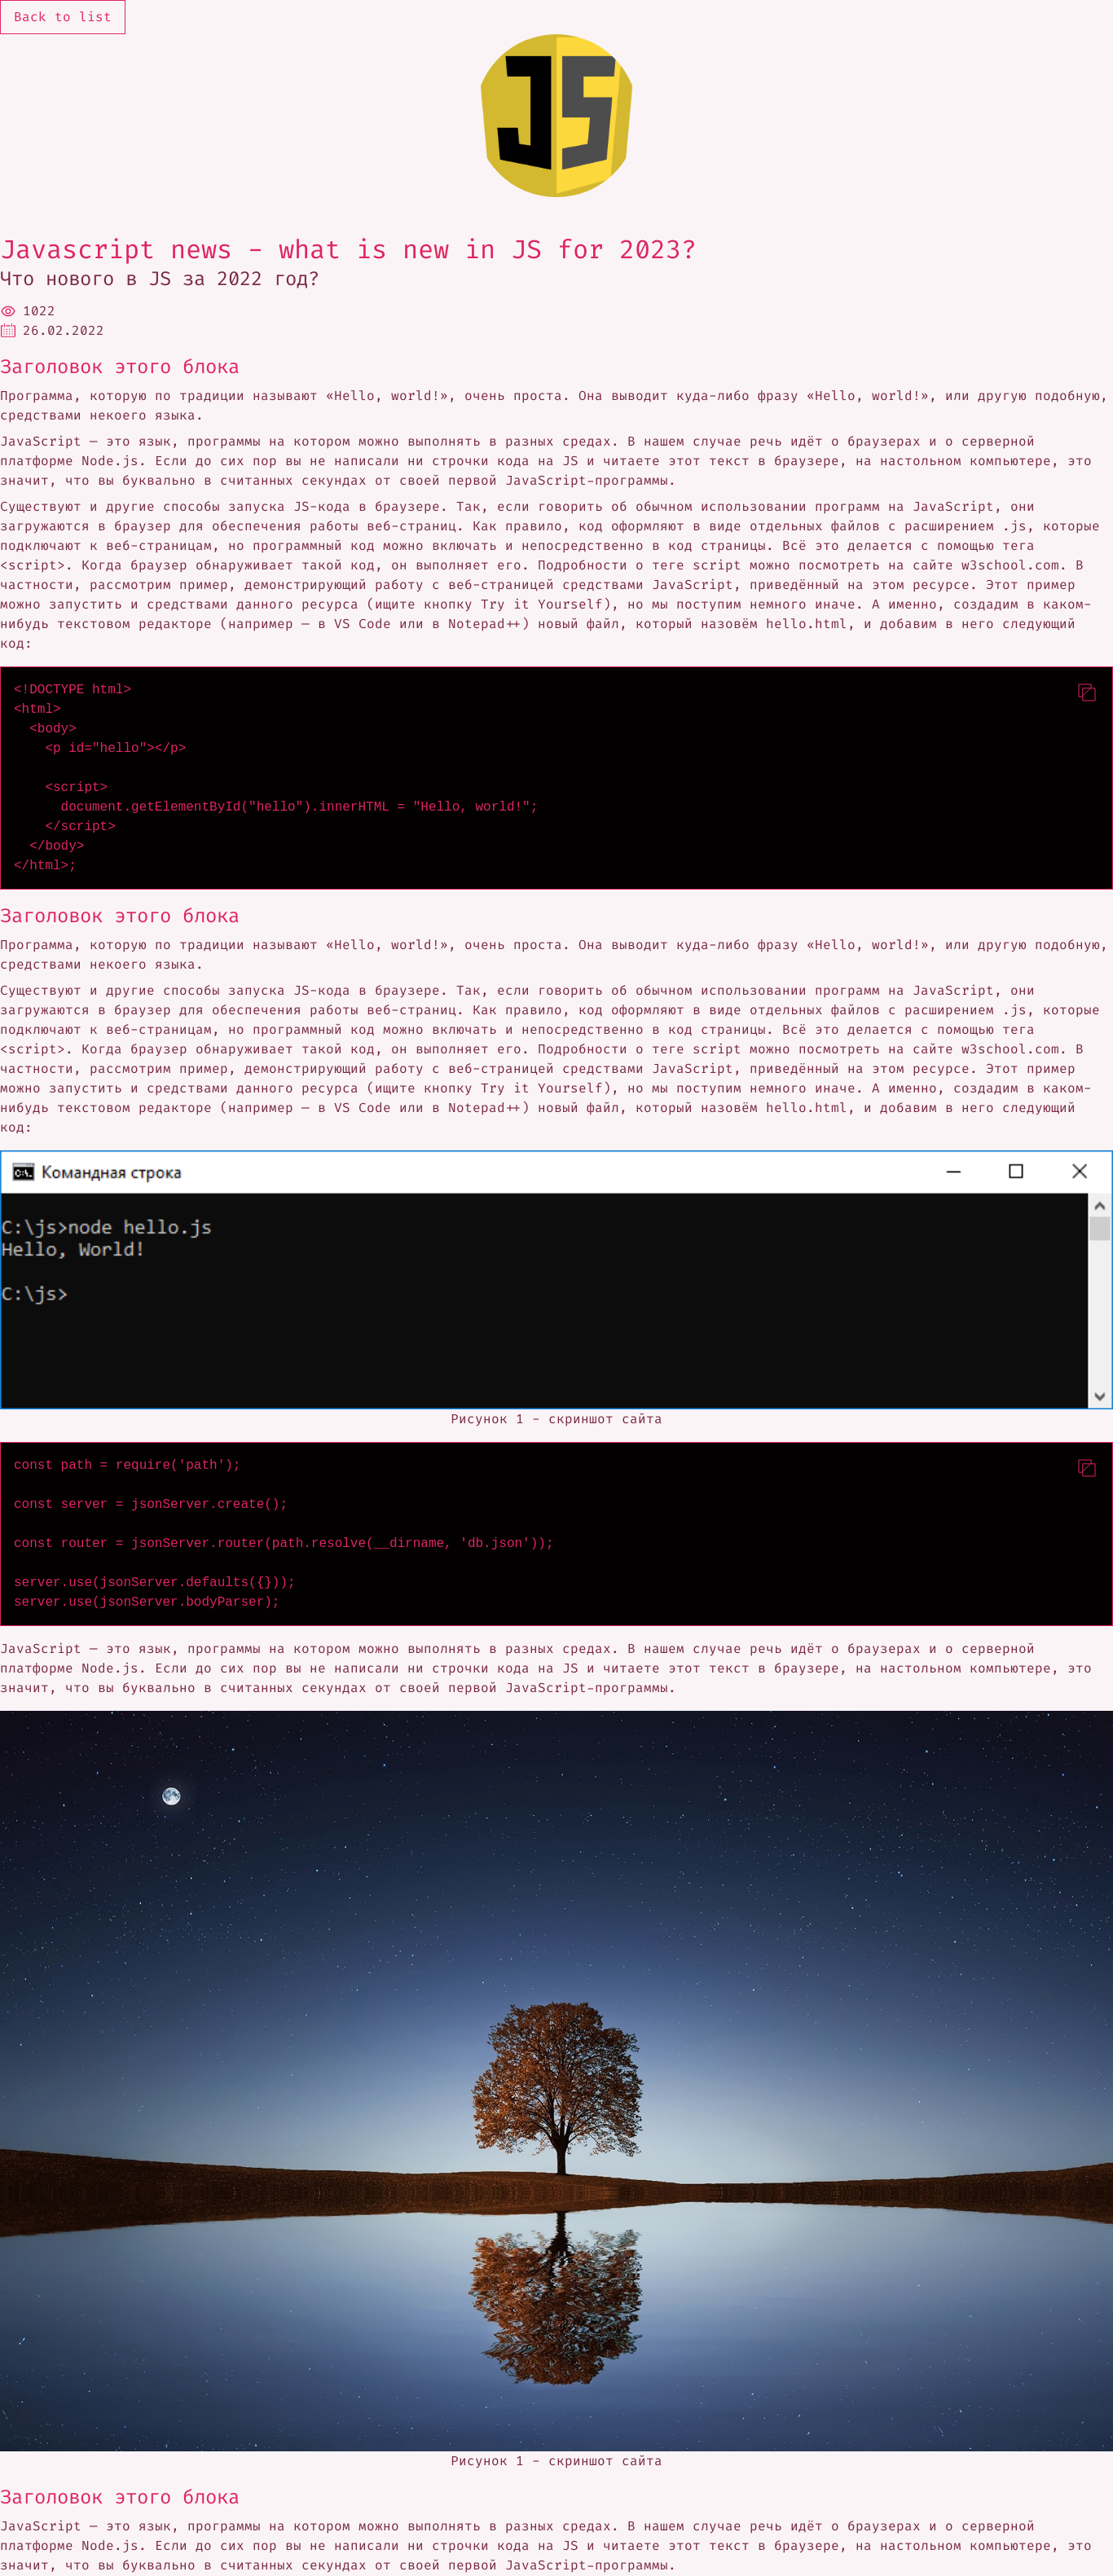 Back to list
JS
Javascript news - what is new in JS for 2023?
Что нового в JS за 2022 год?
1022
26.02.2022
Заголовок этого блока
Программа, которую по традиции называют «Hello, world!», очень проста. Она выводит куда-либо фразу «Hello, world!», или другую подобную,
средствами некоего языка.
JavaScript — это язык, программы на котором можно выполнять в разных средах. В нашем случае речь идёт о браузерах и о серверной
платформе Node.js. Если до сих пор вы не написали ни строчки кода на JS и читаете этот текст в браузере, на настольном компьютере, это
значит, что вы буквально в считанных секундах от своей первой JavaScript-программы.
Существуют и другие способы запуска JS-кода в браузере. Так, если говорить об обычном использовании программ на JavaScript, они
загружаются в браузер для обеспечения работы веб-страниц. Как правило, код оформляют в виде отдельных файлов с расширением .js, которые
подключают к веб-страницам, но программный код можно включать и непосредственно в код страницы. Всё это делается с помощью тега
<script>. Когда браузер обнаруживает такой код, он выполняет его. Подробности о теге script можно посмотреть на сайте w3school.com. В
частности, рассмотрим пример, демонстрирующий работу с веб-страницей средствами JavaScript, приведённый на этом ресурсе. Этот пример
можно запустить и средствами данного ресурса (ищите кнопку Try it Yourself), но мы поступим немного иначе. А именно, создадим в каком-
нибудь текстовом редакторе (например — в VS Code или в Notepad++) новый файл, который назовём hello.html, и добавим в него следующий
код:
<!DOCTYPE html>
<html>
  <body>
    <p id="hello"></p>
    <script>
      document.getElementById("hello").innerHTML = "Hello, world!";
    </script>
  </body>
</html>;
Заголовок этого блока
Программа, которую по традиции называют «Hello, world!», очень проста. Она выводит куда-либо фразу «Hello, world!», или другую подобную,
средствами некоего языка.
Существуют и другие способы запуска JS-кода в браузере. Так, если говорить об обычном использовании программ на JavaScript, они
загружаются в браузер для обеспечения работы веб-страниц. Как правило, код оформляют в виде отдельных файлов с расширением .js, которые
подключают к веб-страницам, но программный код можно включать и непосредственно в код страницы. Всё это делается с помощью тега
<script>. Когда браузер обнаруживает такой код, он выполняет его. Подробности о теге script можно посмотреть на сайте w3school.com. В
частности, рассмотрим пример, демонстрирующий работу с веб-страницей средствами JavaScript, приведённый на этом ресурсе. Этот пример
можно запустить и средствами данного ресурса (ищите кнопку Try it Yourself), но мы поступим немного иначе. А именно, создадим в каком-
нибудь текстовом редакторе (например — в VS Code или в Notepad++) новый файл, который назовём hello.html, и добавим в него следующий
код:
Командная строка
C:\js>node hello.js
Hello, World!
C:\js>
Рисунок 1 - скриншот сайта
const path = require('path');
const server = jsonServer.create();
const router = jsonServer.router(path.resolve(__dirname, 'db.json'));
server.use(jsonServer.defaults({}));
server.use(jsonServer.bodyParser);
JavaScript — это язык, программы на котором можно выполнять в разных средах. В нашем случае речь идёт о браузерах и о серверной
платформе Node.js. Если до сих пор вы не написали ни строчки кода на JS и читаете этот текст в браузере, на настольном компьютере, это
значит, что вы буквально в считанных секундах от своей первой JavaScript-программы.
Рисунок 1 - скриншот сайта
Заголовок этого блока
JavaScript — это язык, программы на котором можно выполнять в разных средах. В нашем случае речь идёт о браузерах и о серверной
платформе Node.js. Если до сих пор вы не написали ни строчки кода на JS и читаете этот текст в браузере, на настольном компьютере, это
значит, что вы буквально в считанных секундах от своей первой JavaScript-программы.